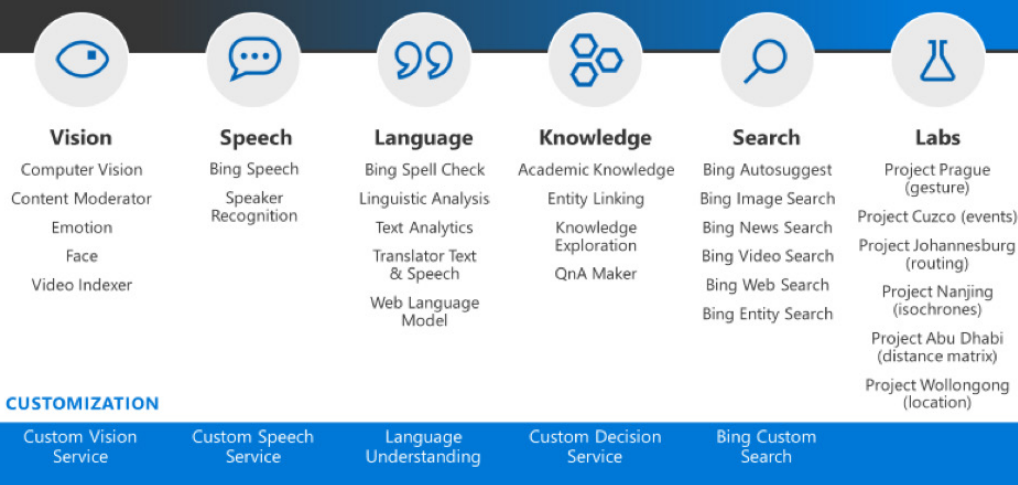 Vision
Computer Vision
Content Moderator
Emotion
Face
Video Indexer
Speech
Bing Speech
Speaker
Recognition
Language
Bing Spell Check
Linguistic Analysis
Text Analytics
Translator Text
& Speech
Web Language
Model
Knowledge
Academic Knowledge
Entity Linking
Knowledge
Exploration
QnA Maker
Search
Bing Autosuggest
Bing Image Search
Bing News Search
Bing Video Search
Bing Web Search
Bing Entity Search
Labs
Project Prague
(gesture)
Project Cuzco (events)
Project Johannesburg
(routing)
Project Nanjing
(isochrones)
Project Abu Dhabi
(distance matrix)
Project Wollongong
(location)
CUSTOMIZATION
Custom Vision
Service
Custom Speech
Service
Language
Understanding
Custom Decision
Service
Bing Custom
Search